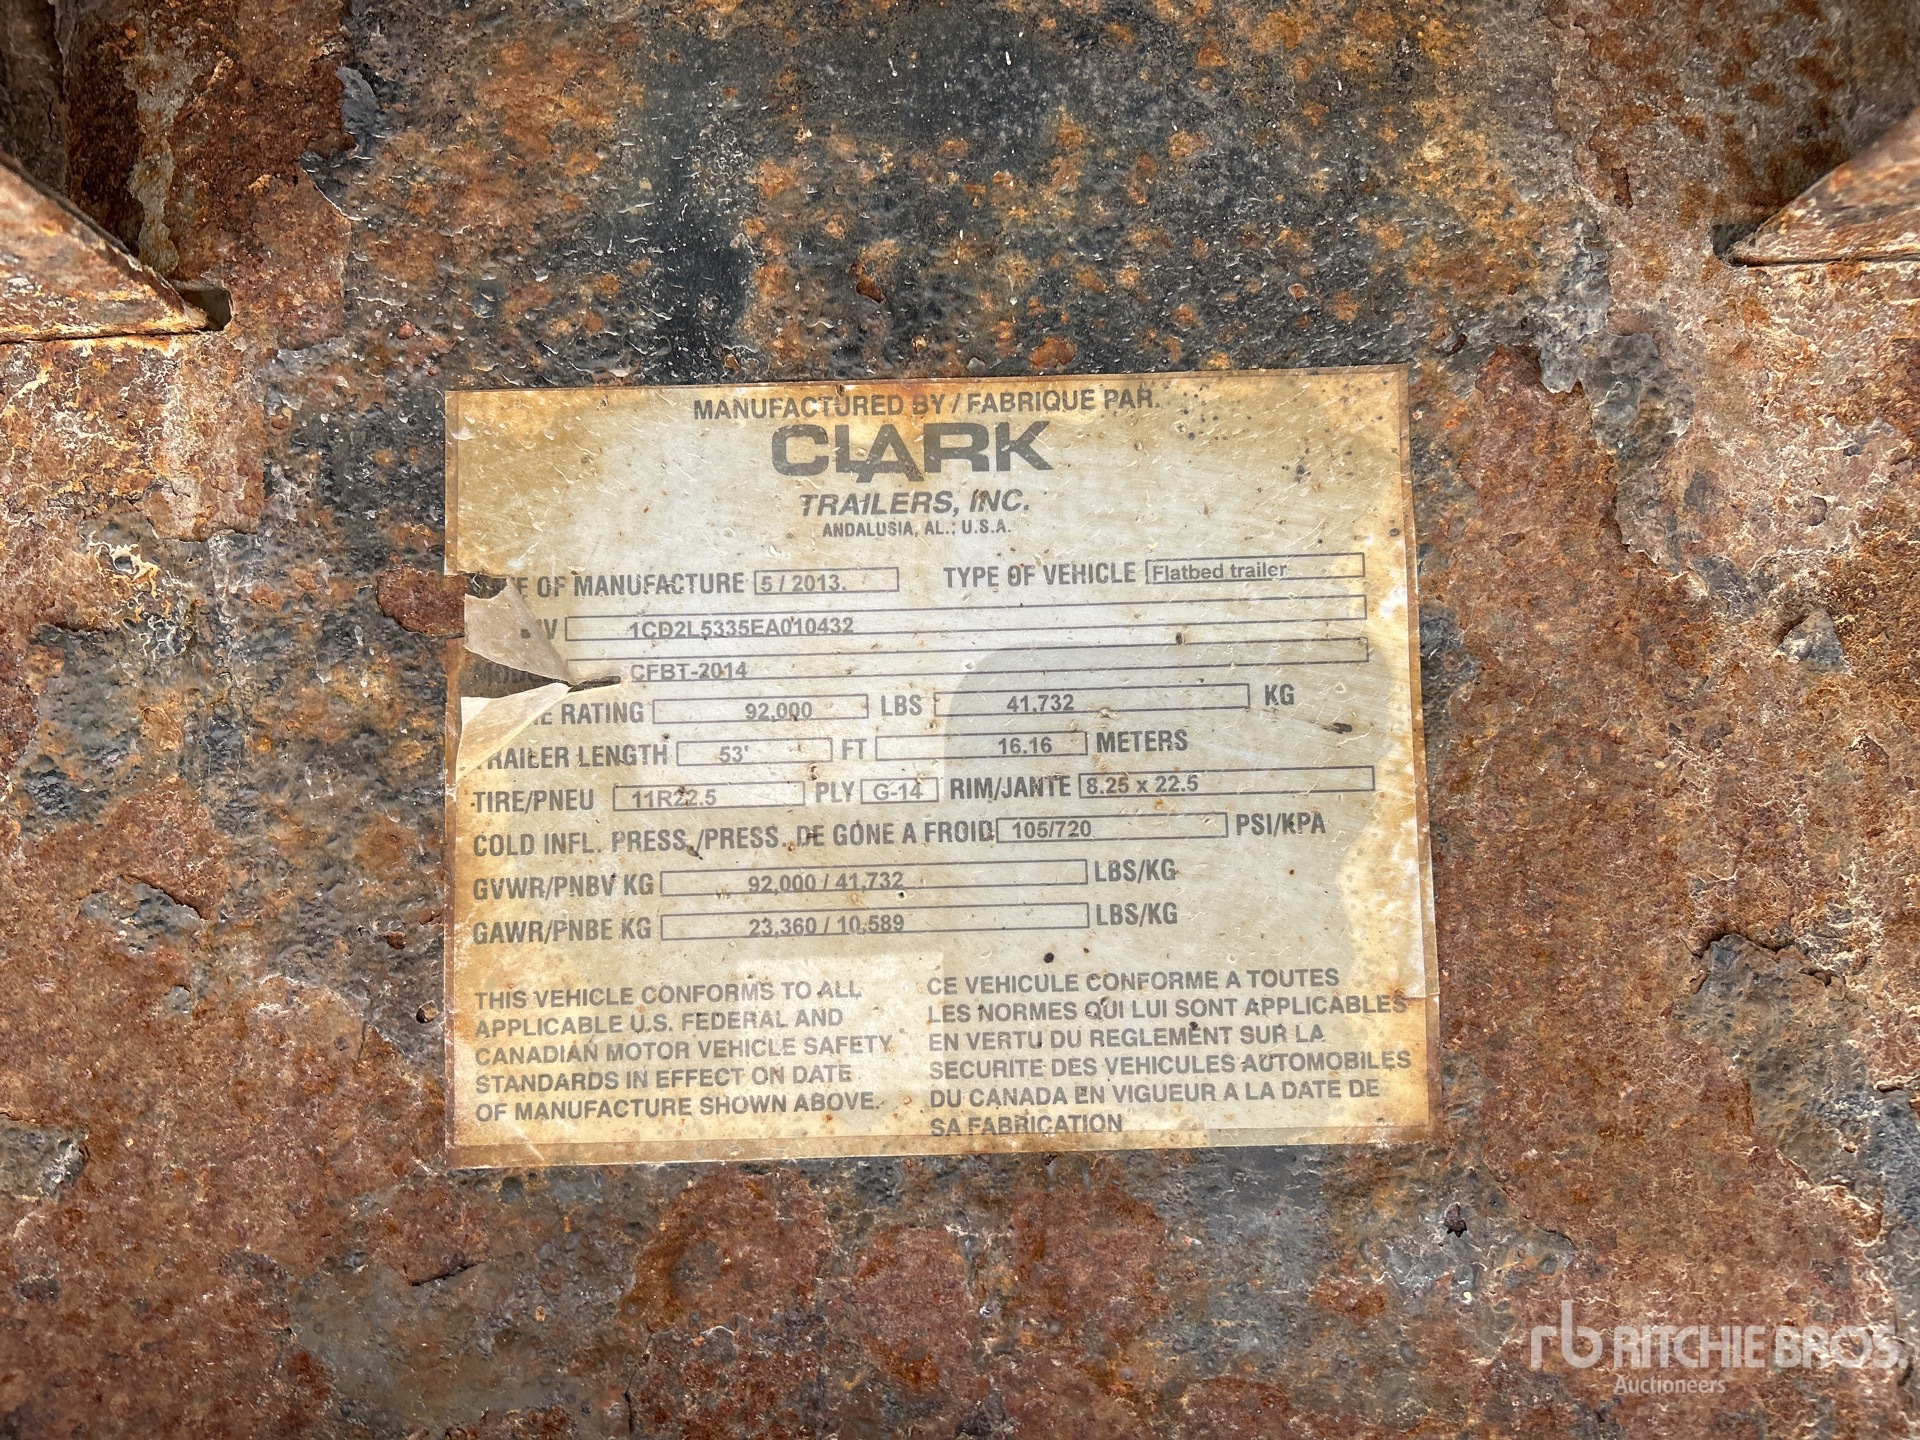 MANUFACTURED BY / FABRIQUE PAR.
CLARK
TRAILERS, INC.
ANDALUSIA, AL., U.S.A.
OF MANUFACTURE 5 / 2013. TYPE OF VEHICLE Flatbed trailer
1CD2L5335EA010432
CFBT-2014
RATING 92,000 LBS 41,732 KG
TRAILER LENGTH 53' FT 16.16 METERS
TIRE/PNEU 11R22.5 PLY G-14 RIM/JANTE 8.25 x 22.5
COLD INFL. PRESS./PRESS. DE GONE A FROID 105/720 PSI/KPA
GVWR/PNBV KG 92,000 / 41,732 LBS/KG
GAWR/PNBE KG 23,360 / 10,589 LBS/KG
THIS VEHICLE CONFORMS TO ALL
APPLICABLE U.S. FEDERAL AND
CANADIAN MOTOR VEHICLE SAFETY
STANDARDS IN EFFECT ON DATE
OF MANUFACTURE SHOWN ABOVE.
CE VEHICULE CONFORME A TOUTES
LES NORMES QUI LUI SONT APPLICABLES
EN VERTU DU REGLEMENT SUR LA
SECURITE DES VEHICULES AUTOMOBILES
DU CANADA EN VIGUEUR A LA DATE DE
SA FABRICATION
rb RITCHIE BROS.
Auctioneers